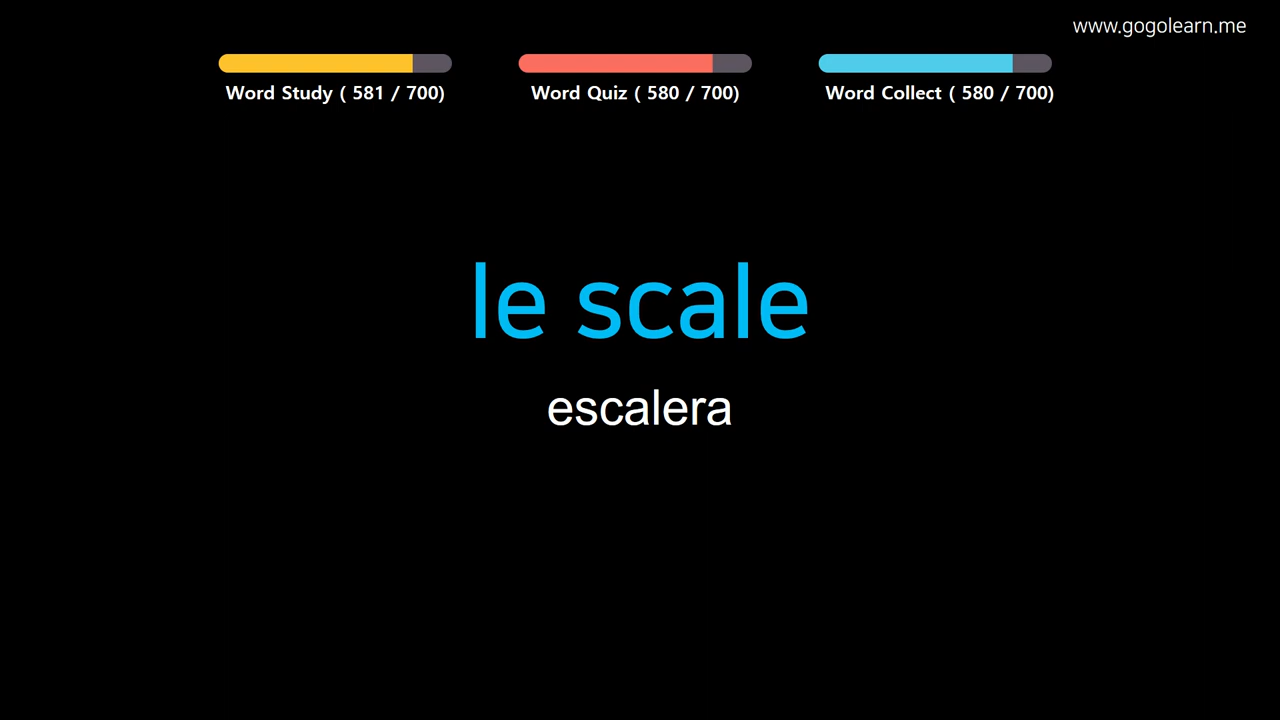 www.gogolearn.me
Word Study ( 581 / 700)
Word Quiz ( 580 / 700)
Word Collect ( 580 / 700)
le scale
escalera